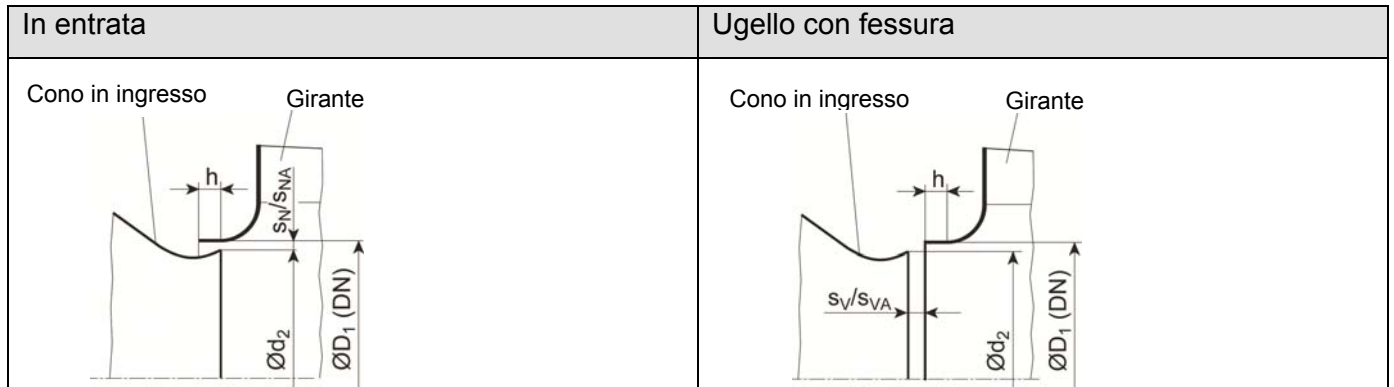 In entrata
Ugello con fessura
Cono in ingresso
Girante
h
sN/sNA
Ød2
ØD1 (DN)
Cono in ingresso
Girante
h
sV/sVA
Ød2
ØD1 (DN)